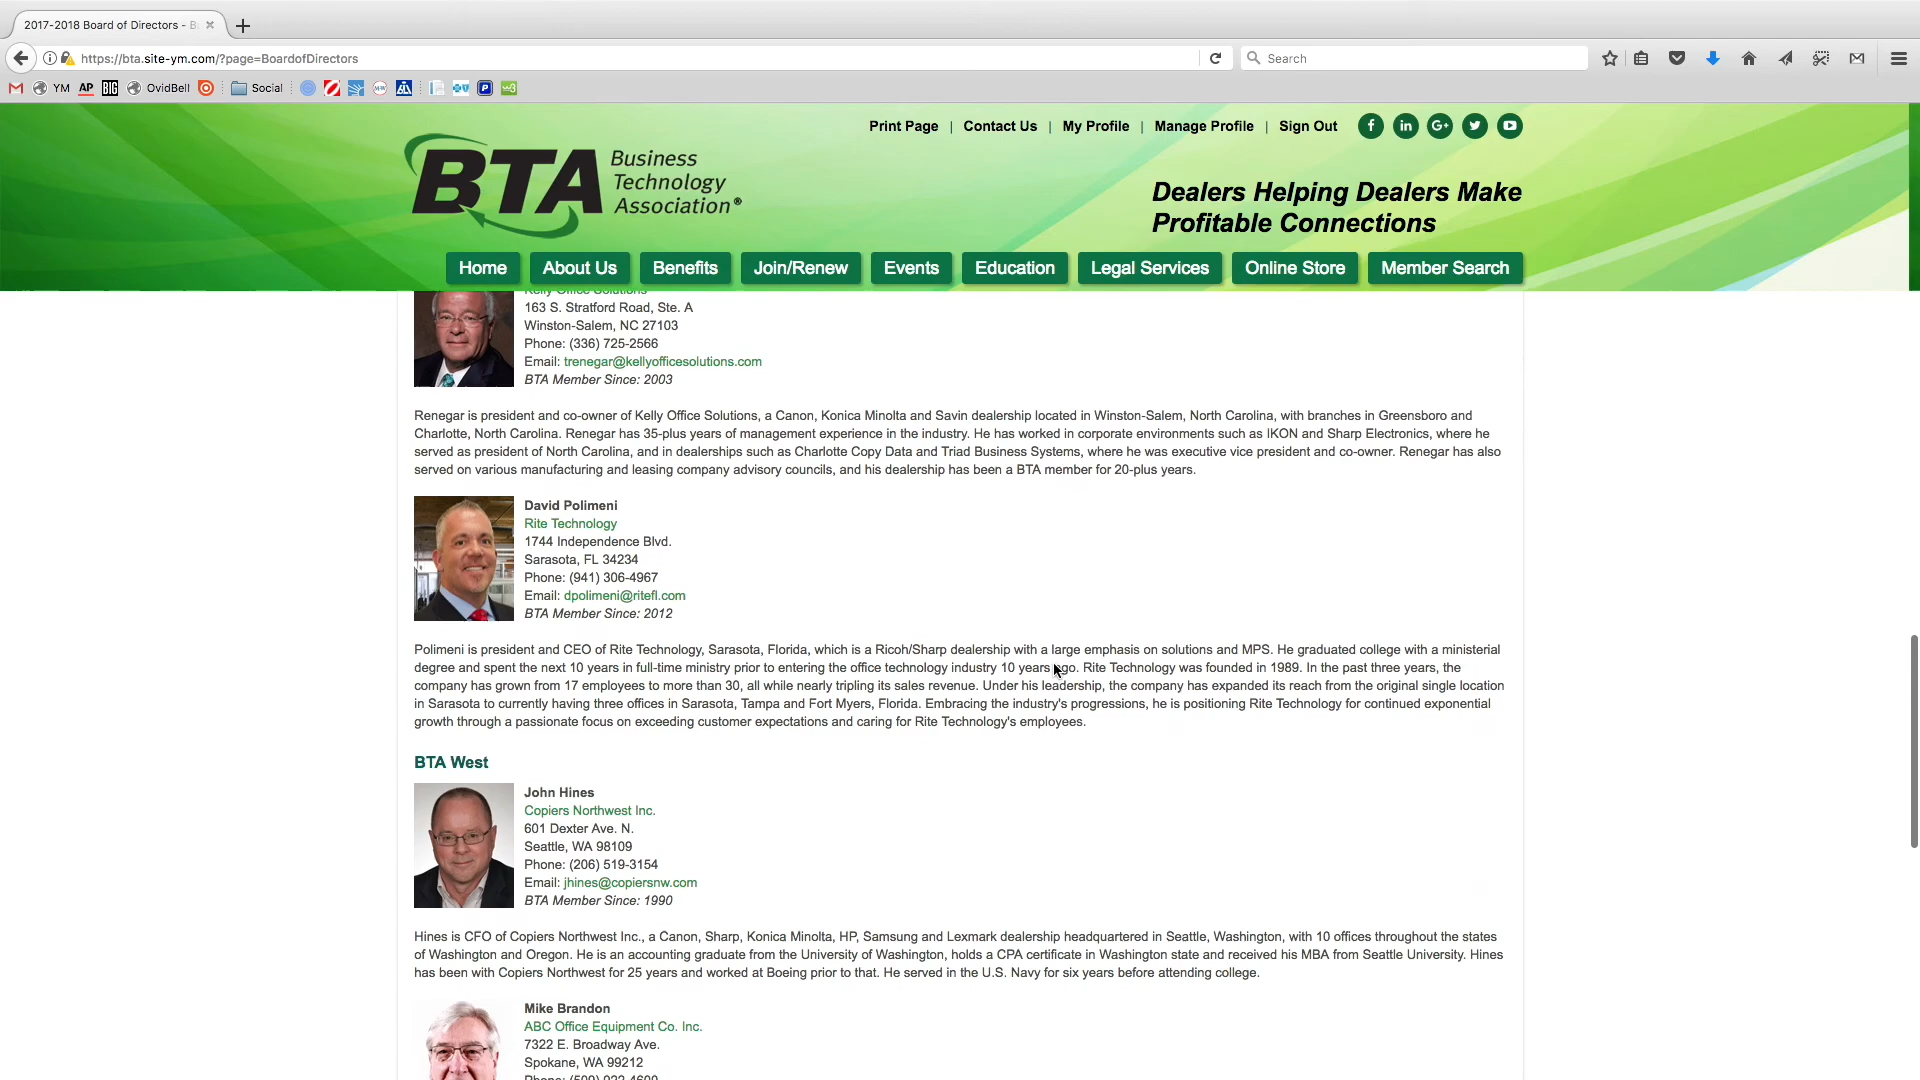 2017-2018 Board of Directors - B
https://bta.site-ym.com/?page=BoardofDirectors
Search
YM
AP
BIG
OvidBell
Social
Print Page | Contact Us | My Profile | Manage Profile | Sign Out
BTA Business Technology Association®
Dealers Helping Dealers Make
Profitable Connections
Home
About Us
Benefits
Join/Renew
Events
Education
Legal Services
Online Store
Member Search
Kelly Office Solutions
163 S. Stratford Road, Ste. A
Winston-Salem, NC 27103
Phone: (336) 725-2566
Email: trenegar@kellyofficesolutions.com
BTA Member Since: 2003
Renegar is president and co-owner of Kelly Office Solutions, a Canon, Konica Minolta and Savin dealership located in Winston-Salem, North Carolina, with branches in Greensboro and
Charlotte, North Carolina. Renegar has 35-plus years of management experience in the industry. He has worked in corporate environments such as IKON and Sharp Electronics, where he
served as president of North Carolina, and in dealerships such as Charlotte Copy Data and Triad Business Systems, where he was executive vice president and co-owner. Renegar has also
served on various manufacturing and leasing company advisory councils, and his dealership has been a BTA member for 20-plus years.
David Polimeni
Rite Technology
1744 Independence Blvd.
Sarasota, FL 34234
Phone: (941) 306-4967
Email: dpolimeni@ritefl.com
BTA Member Since: 2012
Polimeni is president and CEO of Rite Technology, Sarasota, Florida, which is a Ricoh/Sharp dealership with a large emphasis on solutions and MPS. He graduated college with a ministerial
degree and spent the next 10 years in full-time ministry prior to entering the office technology industry 10 years ago. Rite Technology was founded in 1989. In the past three years, the
company has grown from 17 employees to more than 30, all while nearly tripling its sales revenue. Under his leadership, the company has expanded its reach from the original single location
in Sarasota to currently having three offices in Sarasota, Tampa and Fort Myers, Florida. Embracing the industry's progressions, he is positioning Rite Technology for continued exponential
growth through a passionate focus on exceeding customer expectations and caring for Rite Technology's employees.
BTA West
John Hines
Copiers Northwest Inc.
601 Dexter Ave. N.
Seattle, WA 98109
Phone: (206) 519-3154
Email: jhines@copiersnw.com
BTA Member Since: 1990
Hines is CFO of Copiers Northwest Inc., a Canon, Sharp, Konica Minolta, HP, Samsung and Lexmark dealership headquartered in Seattle, Washington, with 10 offices throughout the states
of Washington and Oregon. He is an accounting graduate from the University of Washington, holds a CPA certificate in Washington state and received his MBA from Seattle University. Hines
has been with Copiers Northwest for 25 years and worked at Boeing prior to that. He served in the U.S. Navy for six years before attending college.
Mike Brandon
ABC Office Equipment Co. Inc.
7322 E. Broadway Ave.
Spokane, WA 99212
Phone: (509) 922-4600